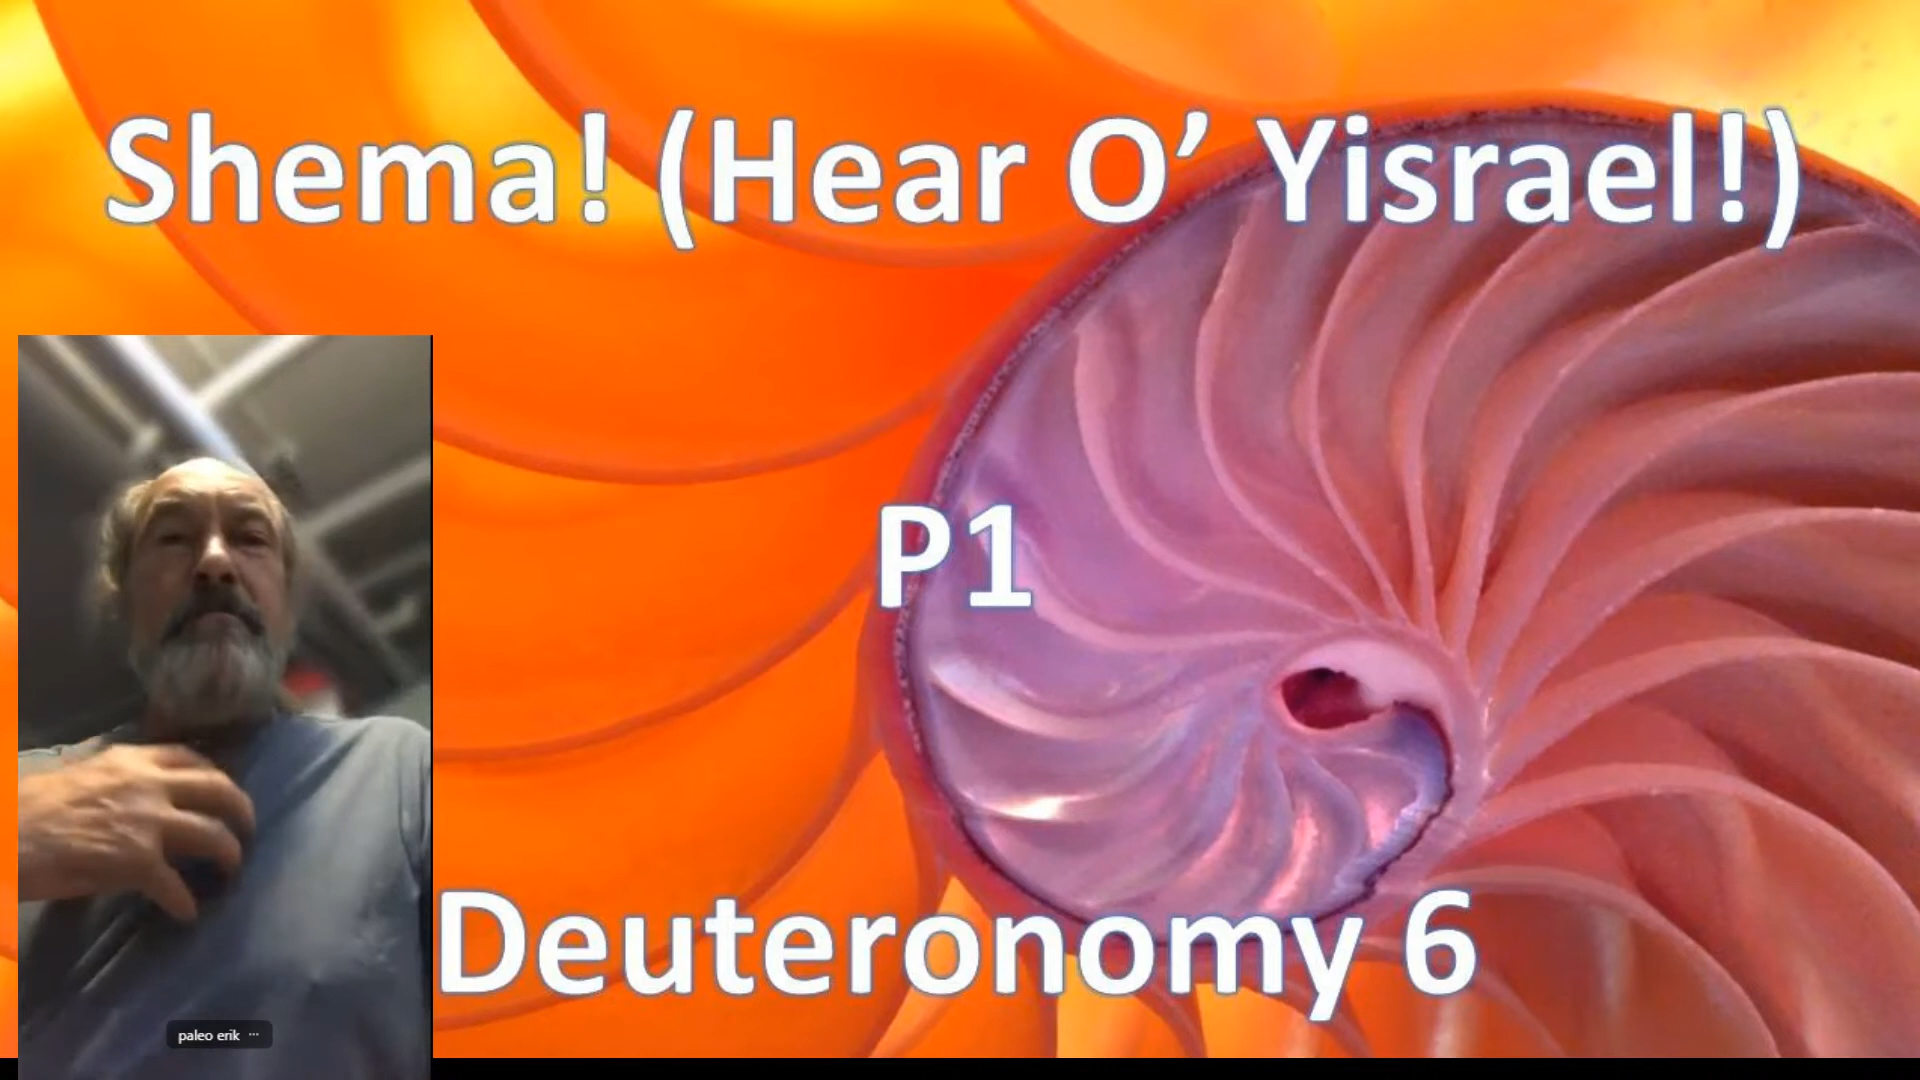 Shema! (Hear O’ Yisrael!)
P1
Deuteronomy 6
paleo erik ···